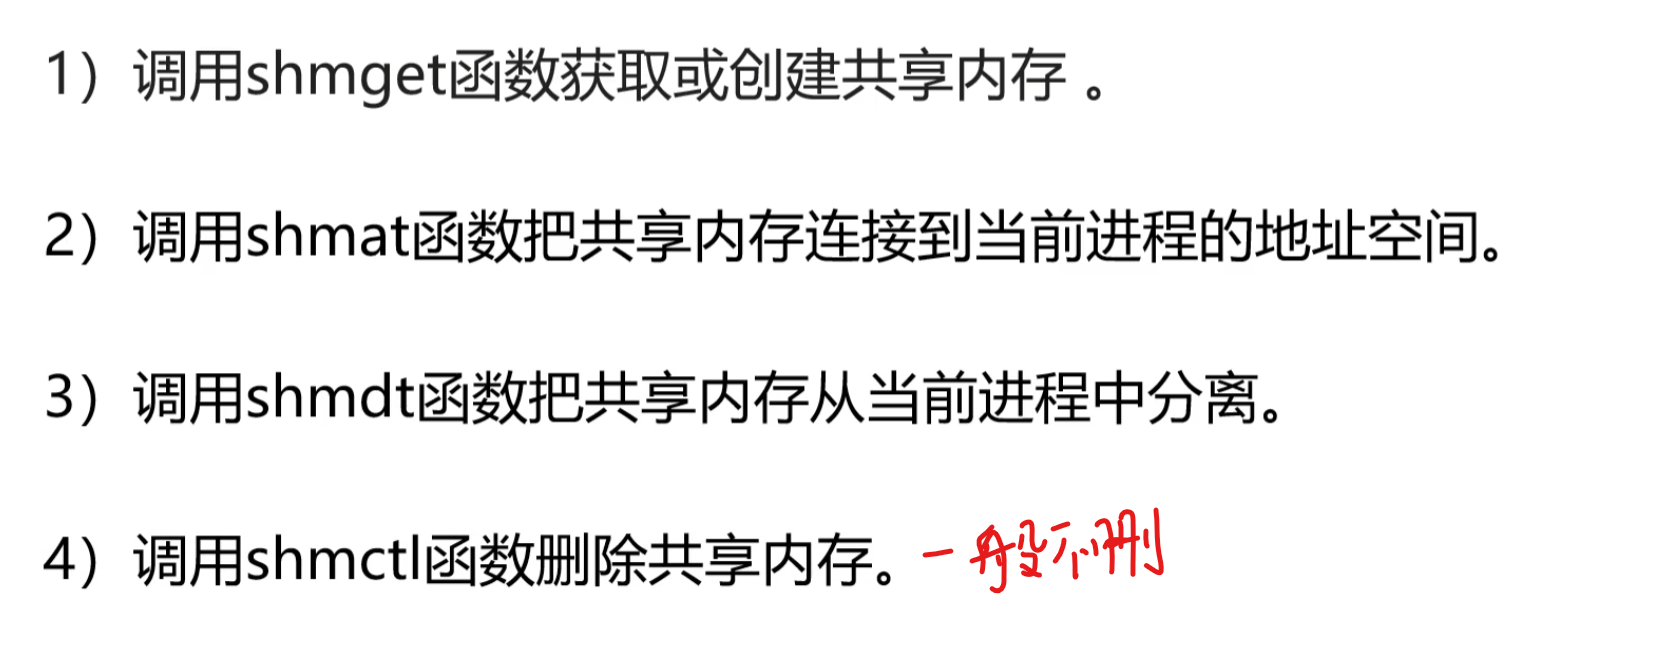 1）调用shmget函数获取或创建共享内存 。
2）调用shmat函数把共享内存连接到当前进程的地址空间。
3）调用shmdt函数把共享内存从当前进程中分离。
4）调用shmctl函数删除共享内存。一般不删